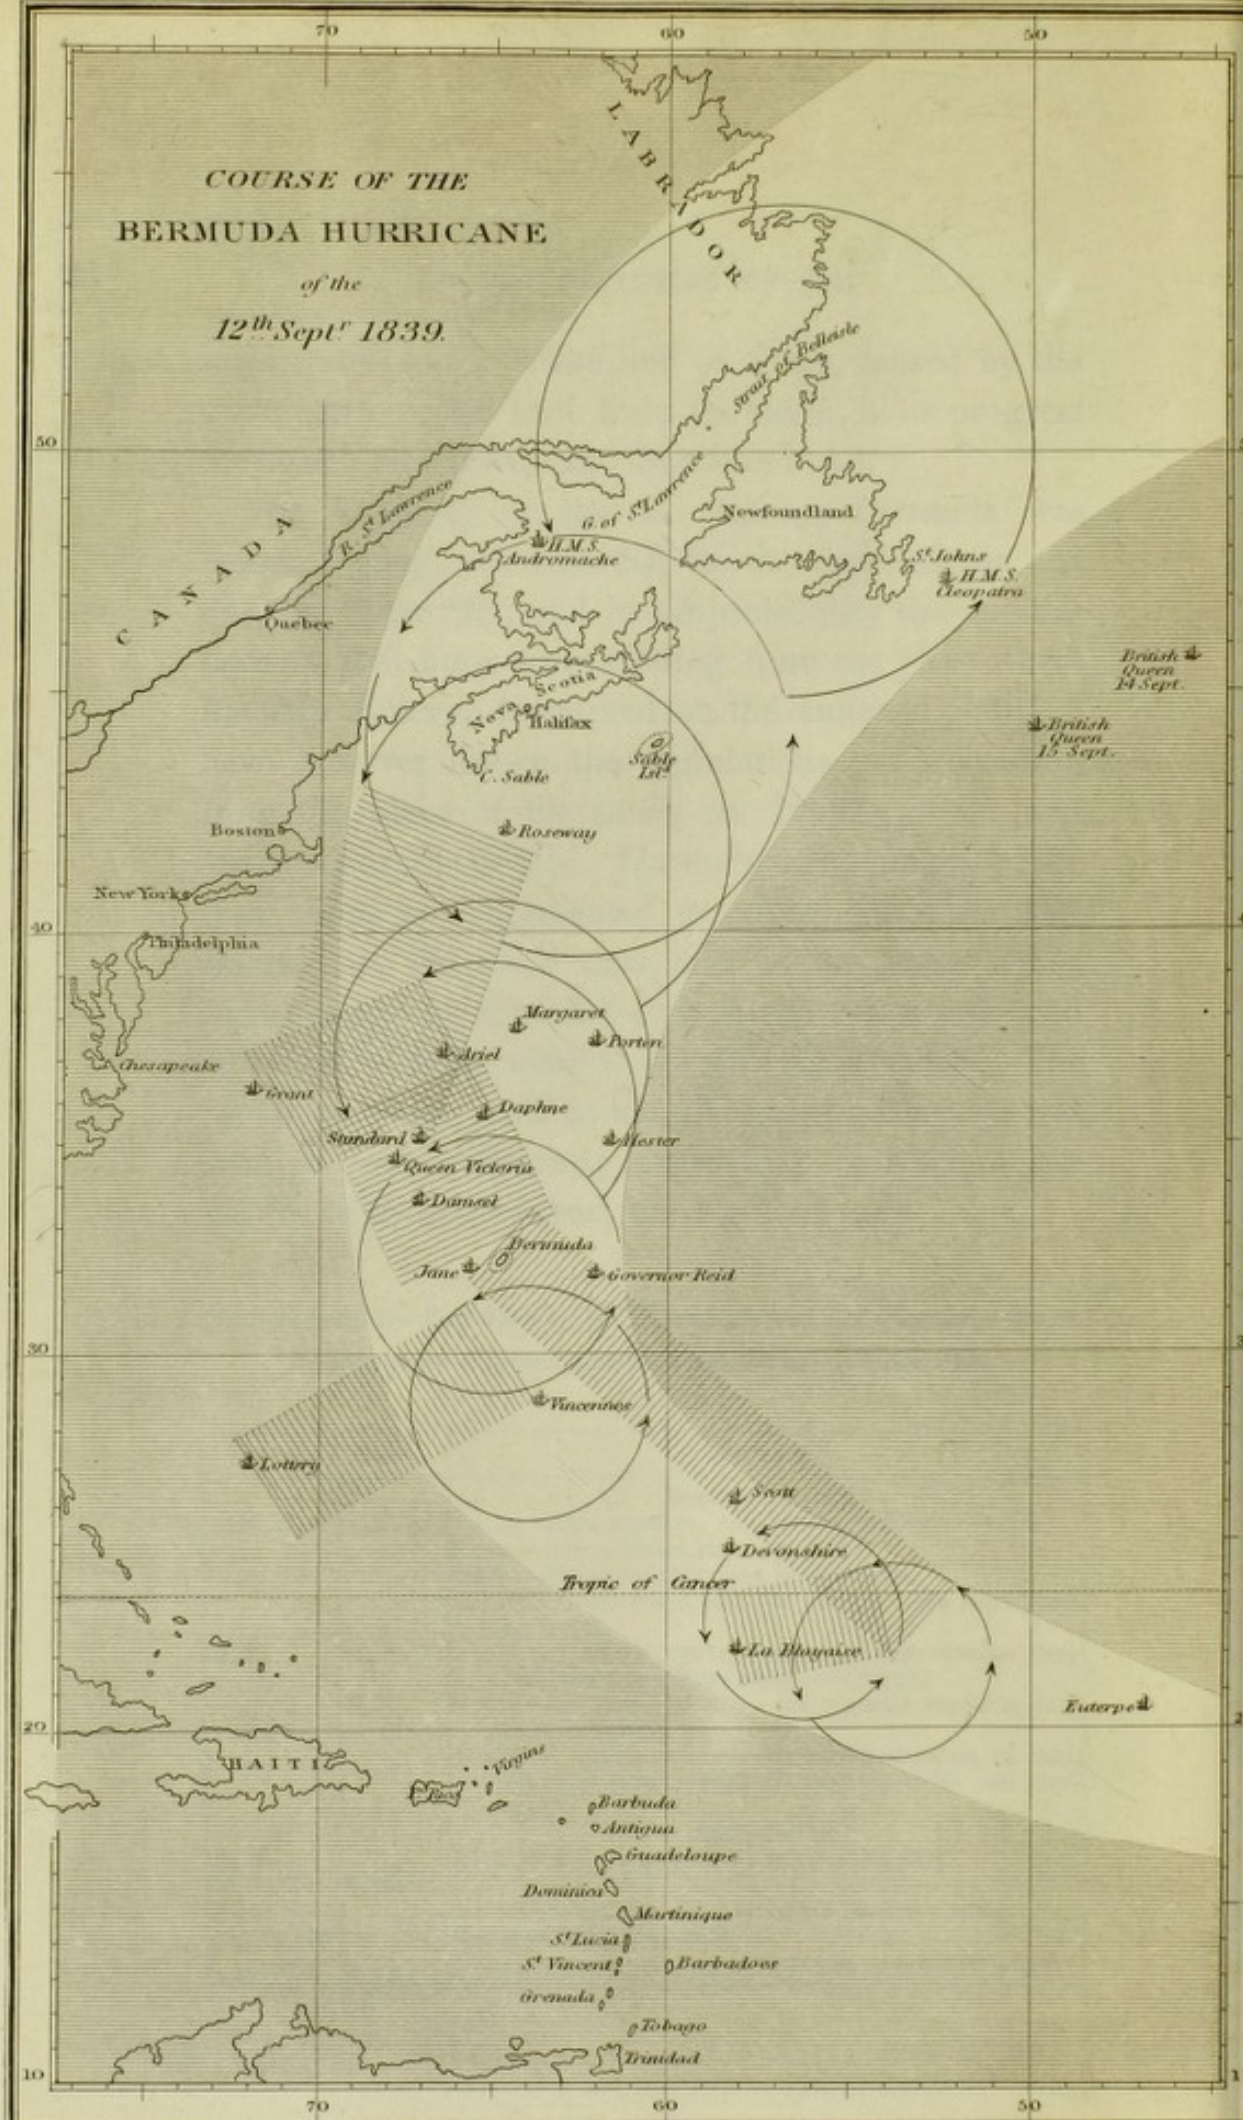 70 60 50
LABRADOR
COURSE OF THE
BERMUDA HURRICANE
of the
12th Septr 1839.
Strait of Belleisle
50
R. St Lawrence
G. of St Lawrence
Newfoundland
CANADA
H.M.S.
Andromache
St Johns
H.M.S.
Cleopatra
Quebec
British
Queen
14 Sept.
Nova Scotia
Halifax
British
Queen
15 Sept.
Sable
Isld
C. Sable
Boston
Roseway
New York
40
Philadelphia
Margaret
Porten
Ariel
Chesapeake
Grant
Daphne
Standard
Hester
Queen Victoria
Damsel
Bermuda
Jane
Governor Reid
30
Vincennes
Lottery
Scott
Devonshire
Tropic of Cancer
La Blayaise
Euterpe
20
HAITI
Virgins
Barbuda
Antigua
Guadeloupe
Dominica
Martinique
St Lucia
St Vincent
Barbadoes
Grenada
Tobago
Trinidad
10
70 60 50